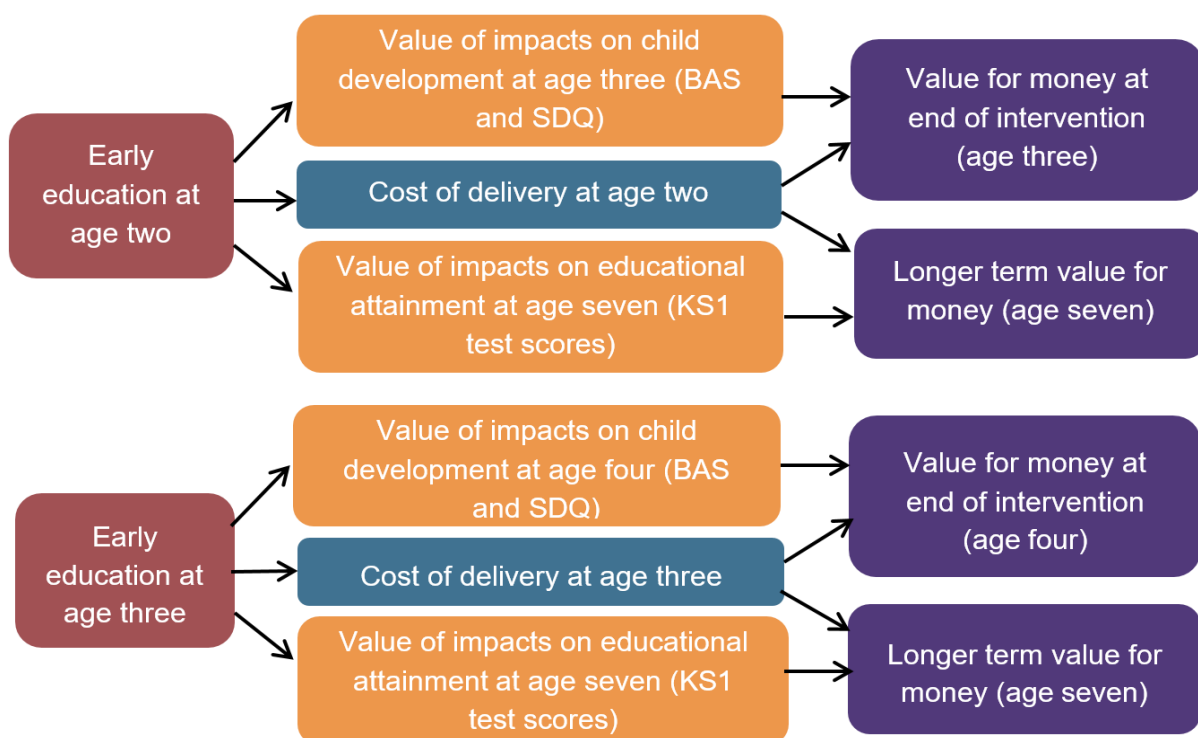 Early
education at
age two
Value of impacts on child
development at age three (BAS
and SDQ)
Cost of delivery at age two
Value of impacts on educational
attainment at age seven (KS1
test scores)
Value for money at
end of intervention
(age three)
Longer term value for
money (age seven)
Early
education at
age three
Value of impacts on child
development at age four (BAS
and SDQ)
Cost of delivery at age three
Value of impacts on educational
attainment at age seven (KS1
test scores)
Value for money at
end of intervention
(age four)
Longer term value for
money (age seven)